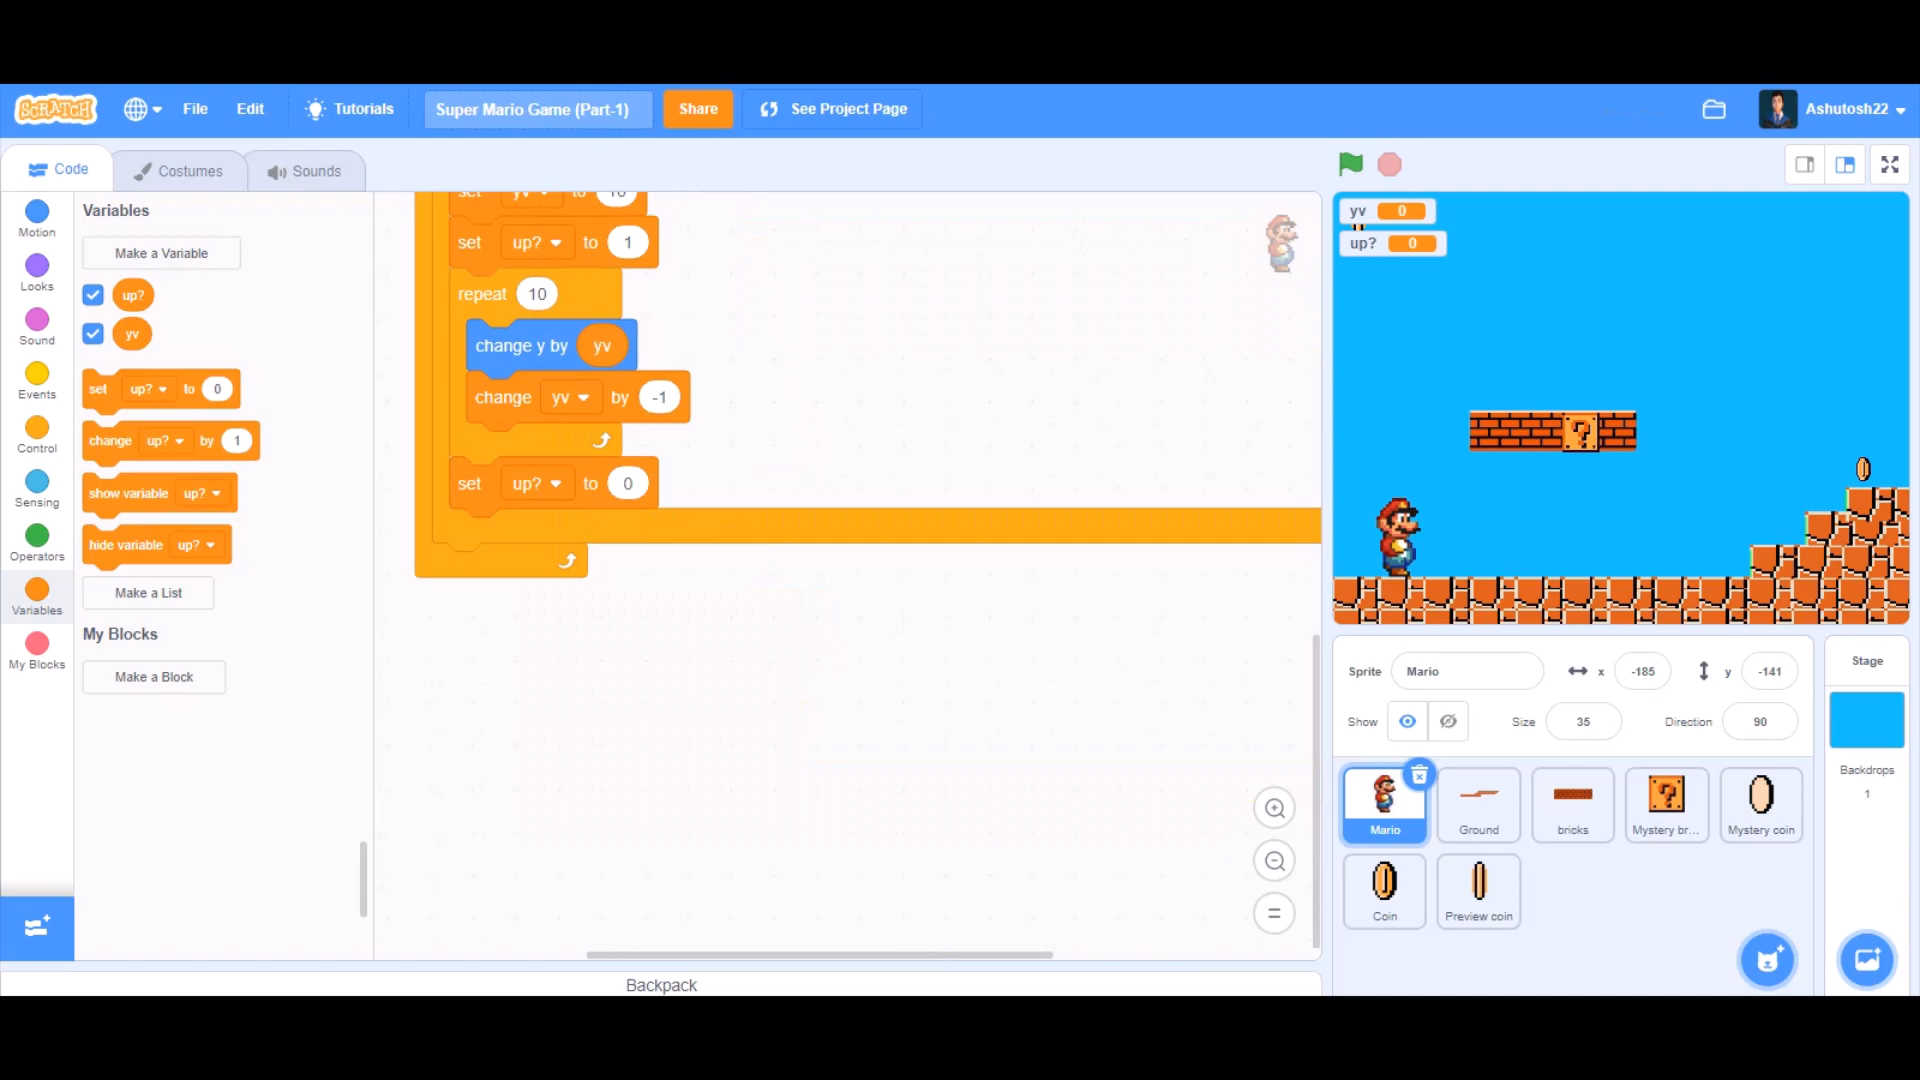 SCRATCH File Edit Tutorials Super Mario Game (Part-1) Share See Project Page Ashutosh22
Code Costumes Sounds
Motion
Looks
Sound
Events
Control
Sensing
Operators
Variables
My Blocks
Variables
Make a Variable
up?
yv
set up? to 0
change up? by 1
show variable up?
hide variable up?
Make a List
My Blocks
Make a Block
set yv to 10
set up? to 1
repeat 10
change y by yv
change yv by -1
set up? to 0
yv 0
up? 0
?
Sprite Mario x -185 y -141
Show Size 35 Direction 90
Mario Ground bricks Mystery br... Mystery coin
Coin Preview coin
Stage
Backdrops
1
Backpack